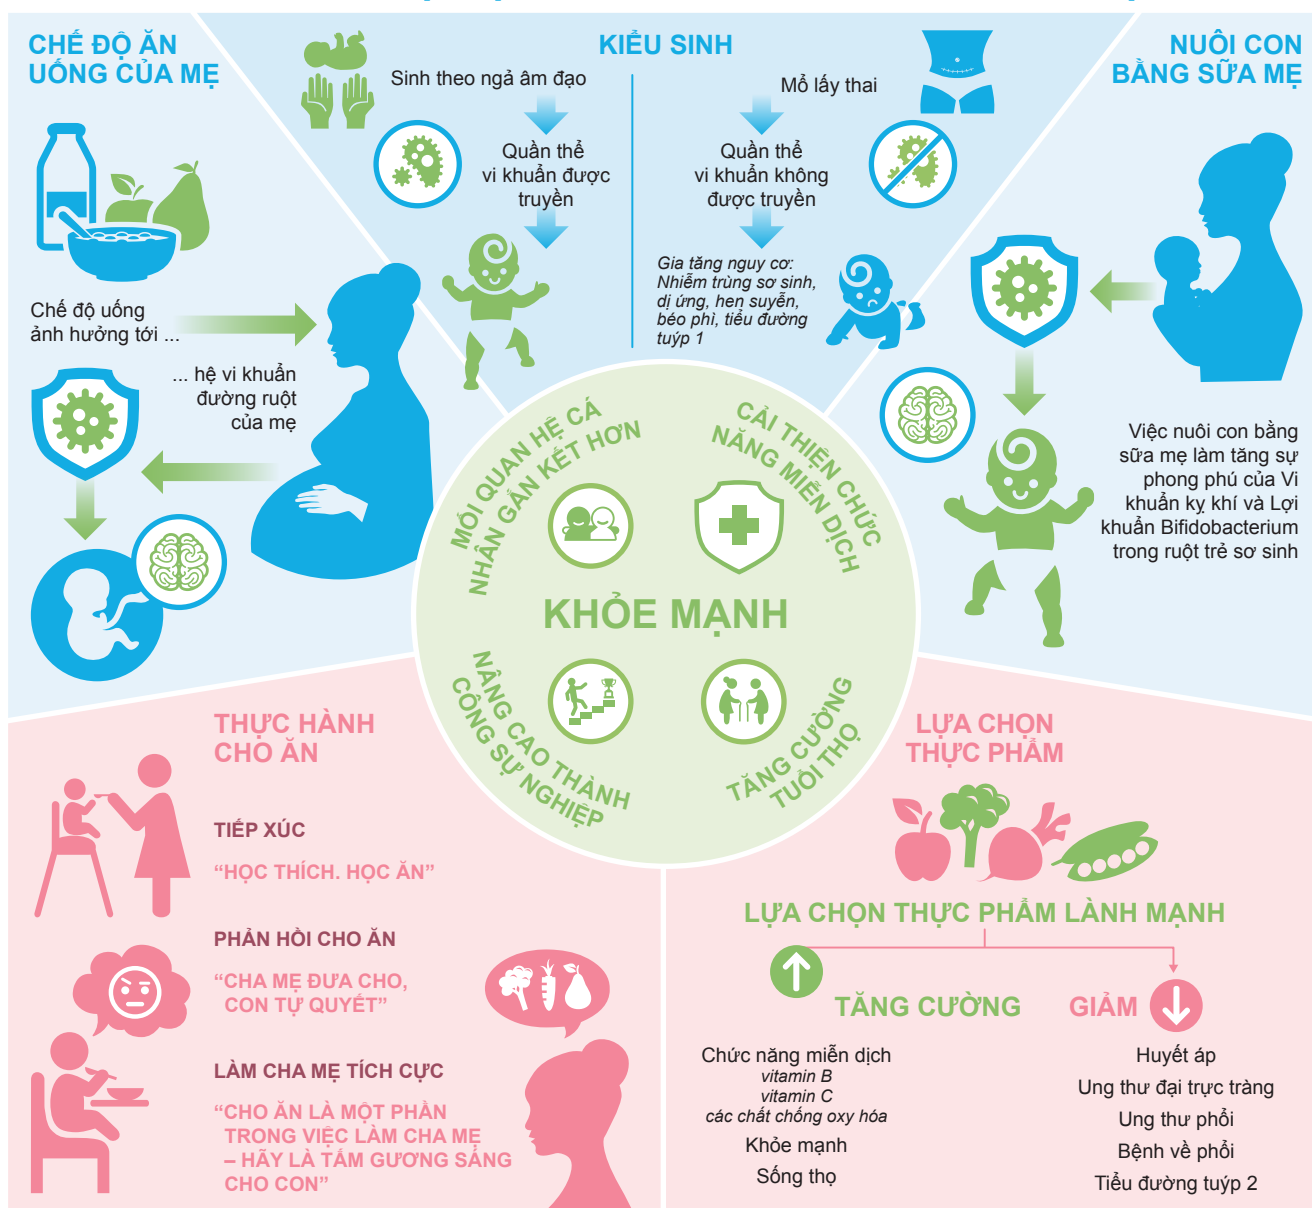 CHẾ ĐỘ ĂN
UỐNG CỦA MẸ
Chế độ uống
ảnh hưởng tới ...
... hệ vi khuẩn
đường ruột
của mẹ
KIỂU SINH
Sinh theo ngả âm đạo
Quần thể
vi khuẩn được
truyền
Mổ lấy thai
Quần thể
vi khuẩn không
được truyền
Gia tăng nguy cơ:
Nhiễm trùng sơ sinh,
dị ứng, hen suyễn,
béo phì, tiểu đường
tuýp 1
NUÔI CON
BẰNG SỮA MẸ
Việc nuôi con bằng
sữa mẹ làm tăng sự
phong phú của Vi
khuẩn kỵ khí và Lợi
khuẩn Bifidobacterium
trong ruột trẻ sơ sinh
MỐI QUAN HỆ CÁ
NHÂN GẮN KẾT HƠN
CẢI THIỆN CHỨC
NĂNG MIỄN DỊCH
KHỎE MẠNH
NÂNG CAO THÀNH
CÔNG SỰ NGHIỆP
TĂNG CƯỜNG
TUỔI THỌ
THỰC HÀNH
CHO ĂN
TIẾP XÚC
“HỌC THÍCH. HỌC ĂN”
PHẢN HỒI CHO ĂN
“CHA MẸ ĐƯA CHO,
CON TỰ QUYẾT”
LÀM CHA MẸ TÍCH CỰC
“CHO ĂN LÀ MỘT PHẦN
TRONG VIỆC LÀM CHA MẸ
– HÃY LÀ TẤM GƯƠNG SÁNG
CHO CON”
LỰA CHỌN
THỰC PHẨM
LỰA CHỌN THỰC PHẨM LÀNH MẠNH
TĂNG CƯỜNG
Chức năng miễn dịch
vitamin B
vitamin C
các chất chống oxy hóa
Khỏe mạnh
Sống thọ
GIẢM
Huyết áp
Ung thư đại trực tràng
Ung thư phổi
Bệnh về phổi
Tiểu đường tuýp 2